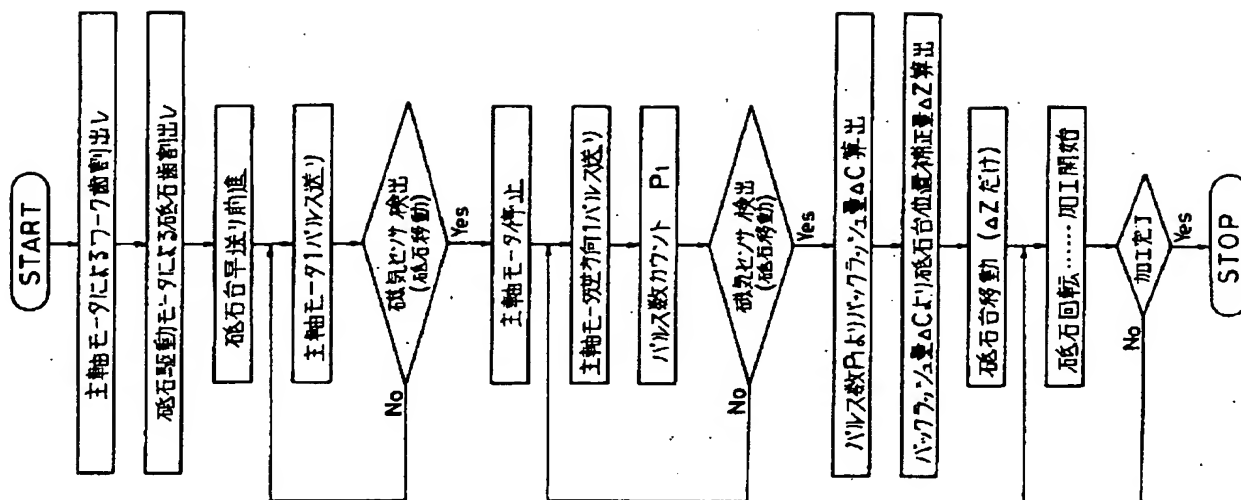 START
主軸モータによるワーク歯割出し
砥石駆動モータによる砥石歯割出し
砥石台早送り前進
主軸モータ1パルス送り
磁気センサ検出
(砥石移動)
No
Yes
主軸モータ停止
主軸モータ逆方向1パルス送り
パルス数カウント P1
磁気センサ検出
(砥石移動)
No
Yes
パルス数P1よりバックラッシュ量ΔC算出
バックラッシュ量ΔCより砥石台位置補正量ΔZ算出
砥石台移動 (ΔZだけ)
砥石回転……加工開始
加工完了
No
Yes
STOP